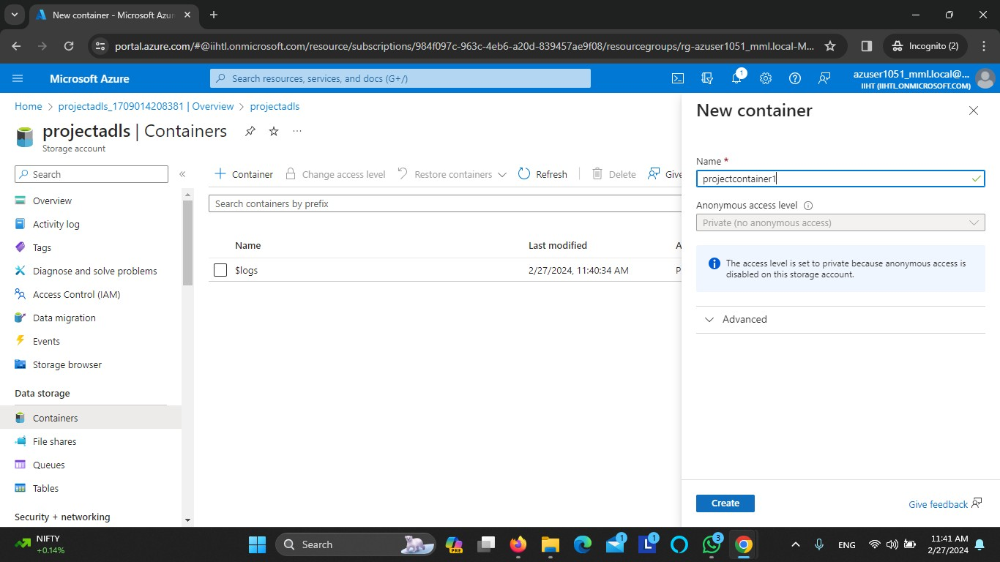 New container - Microsoft Azur
portal.azure.com/#@iihtl.onmicrosoft.com/resource/subscriptions/984f097c-963c-4eb6-a20d-839457ae9f08/resourcegroups/rg-azuser1051_mml.local-M...
Incognito (2)
Microsoft Azure
Search resources, services, and docs (G+/)
1
azuser1051_mml.local@...
IIHT (IIHTL.ONMICROSOFT.COM)
Home > projectadls_1709014208381 | Overview > projectadls
projectadls | Containers
Storage account
Search
Overview
Activity log
Tags
Diagnose and solve problems
Access Control (IAM)
Data migration
Events
Storage browser
Data storage
Containers
File shares
Queues
Tables
Security + networking
Container
Change access level
Restore containers
Refresh
Delete
Give
Search containers by prefix
Name Last modified A
$logs 2/27/2024, 11:40:34 AM P
New container
Name *
projectcontainer1
Anonymous access level
Private (no anonymous access)
The access level is set to private because anonymous access is
disabled on this storage account.
Advanced
Create
Give feedback
NIFTY
+0.14%
Search
PRE
1
L
1
3
ENG
11:41 AM
2/27/2024